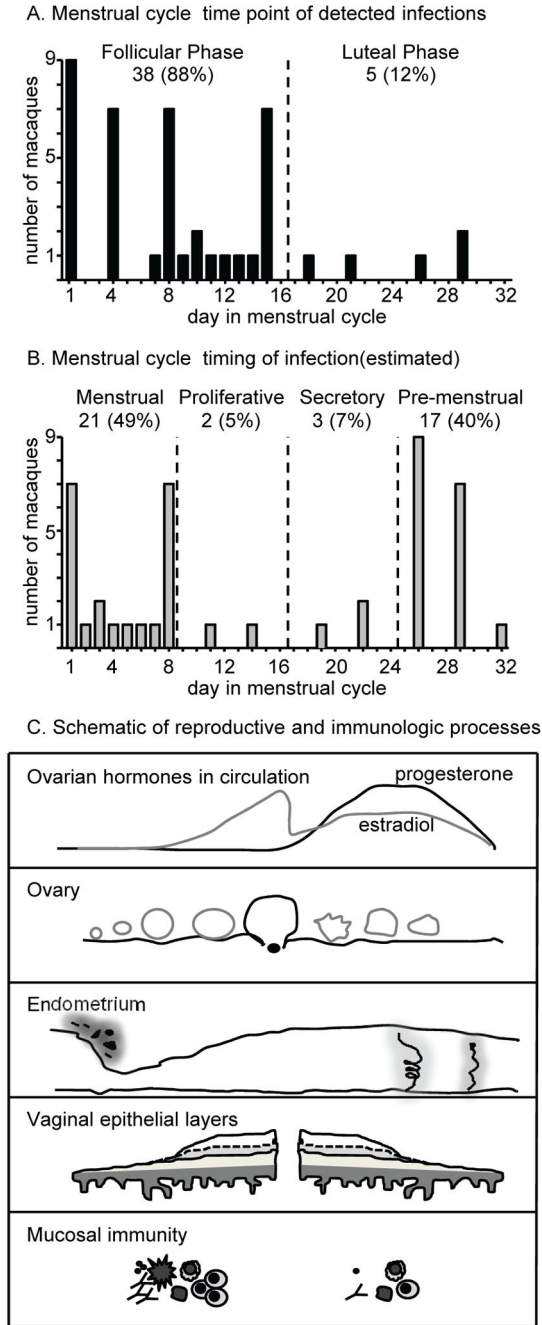 A. Menstrual cycle time point of detected infections
Follicular Phase
38 (88%)
Luteal Phase
5 (12%)
number of macaques
9
5
1
1 4 8 12 16 20 24 28 32
day in menstrual cycle
B. Menstrual cycle timing of infection(estimated)
Menstrual
21 (49%)
Proliferative
2 (5%)
Secretory
3 (7%)
Pre-menstrual
17 (40%)
number of macaques
9
5
1
1 4 8 12 16 20 24 28 32
day in menstrual cycle
C. Schematic of reproductive and immunologic processes
Ovarian hormones in circulation
progesterone
estradiol
Ovary
Endometrium
Vaginal epithelial layers
Mucosal immunity